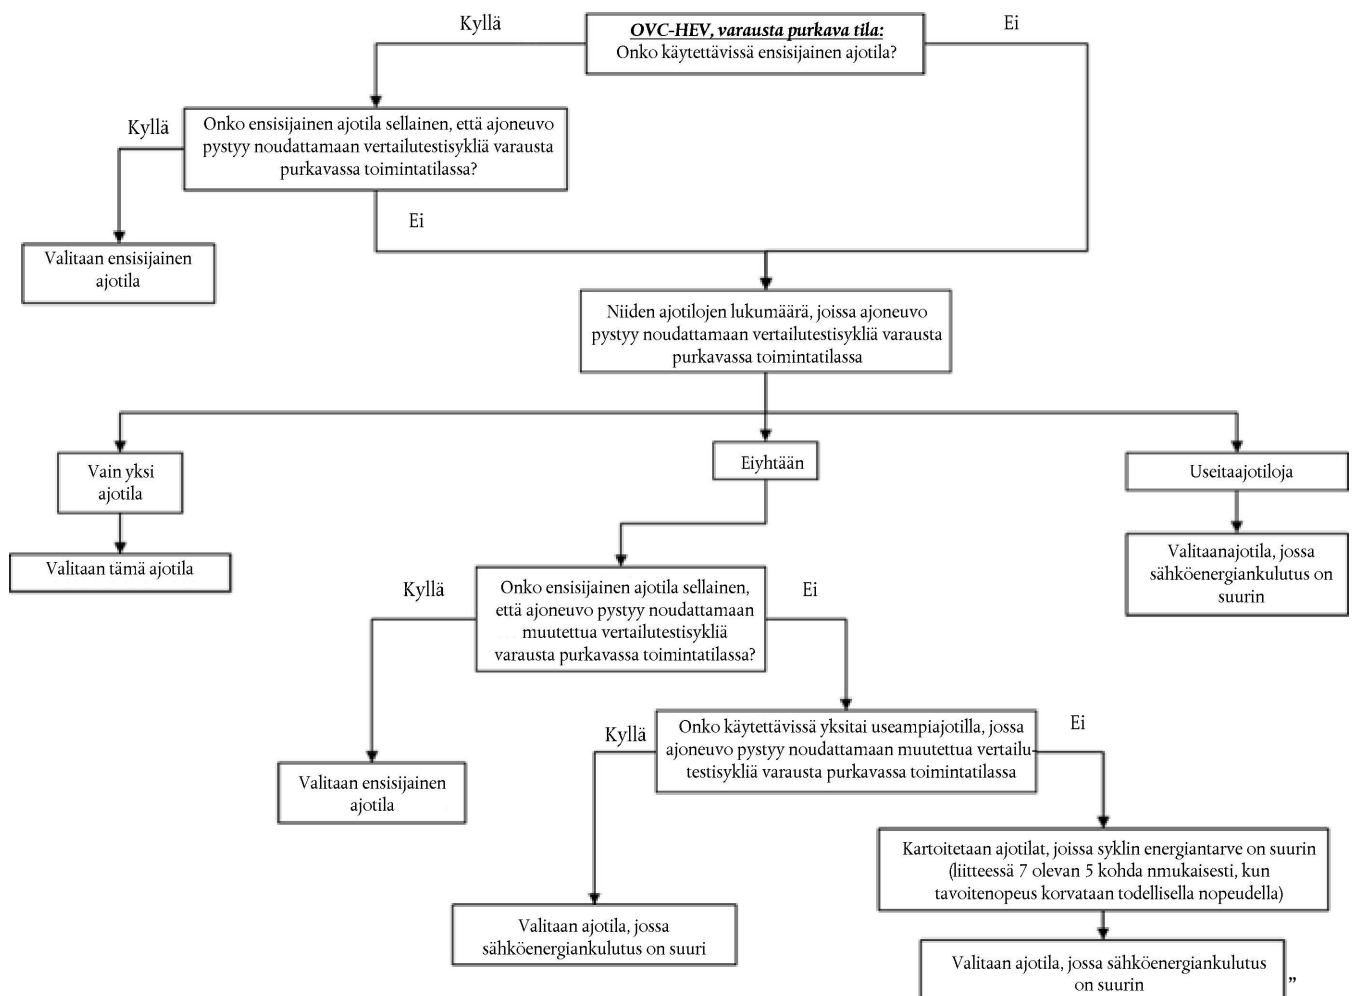 Kyllä
OVC-HEV, varausta purkava tila:
Onko käytettävissä ensisijainen ajotila?
Ei
Kyllä
Onko ensisijainen ajotila sellainen, että ajoneuvo
pystyy noudattamaan vertailutestisykliä varausta
purkavassa toimintatilassa?
Ei
Valitaan ensisijainen
ajotila
Niiden ajotilojen lukumäärä, joissa ajoneuvo
pystyy noudattamaan vertailutestisykliä varausta
purkavassa toimintatilassa
Vain yksi
ajotila
Eiyhtään
Useitaajotiloja
Valitaan tämä ajotila
Valitaanajotila, jossa
sähköenergiankulutus on
suurin
Kyllä
Onko ensisijainen ajotila sellainen,
että ajoneuvo pystyy noudattamaan
muutettua vertailutestisykliä
varausta purkavassa toimintatilassa?
Ei
Valitaan ensisijainen
ajotila
Kyllä
Onko käytettävissä yksitai useampiajotilla, jossa
ajoneuvo pystyy noudattamaan muutettua vertailu-
testisykliä varausta purkavassa toimintatilassa
Ei
Valitaan ajotila, jossa
sähköenergiankulutus on suuri
Kartoitetaan ajotilat, joissa syklin energiantarve on suurin
(liitteessä 7 olevan 5 kohda nmukaisesti, kun
tavoitenopeus korvataan todellisella nopeudella)
Valitaan ajotila, jossa sähköenergiankulutus
on suurin
”